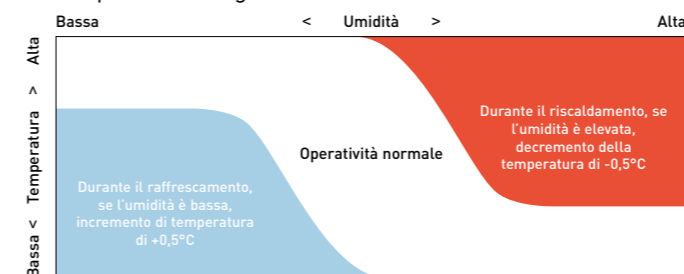 Bassa < Umidità > Alta
Bassa < Temperatura > Alta
Durante il riscaldamento, se
l'umidità è elevata,
decremento della
temperatura di -0,5°C
Operatività normale
Durante il raffrescamento,
se l'umidità è bassa,
incremento di temperatura
di +0,5°C